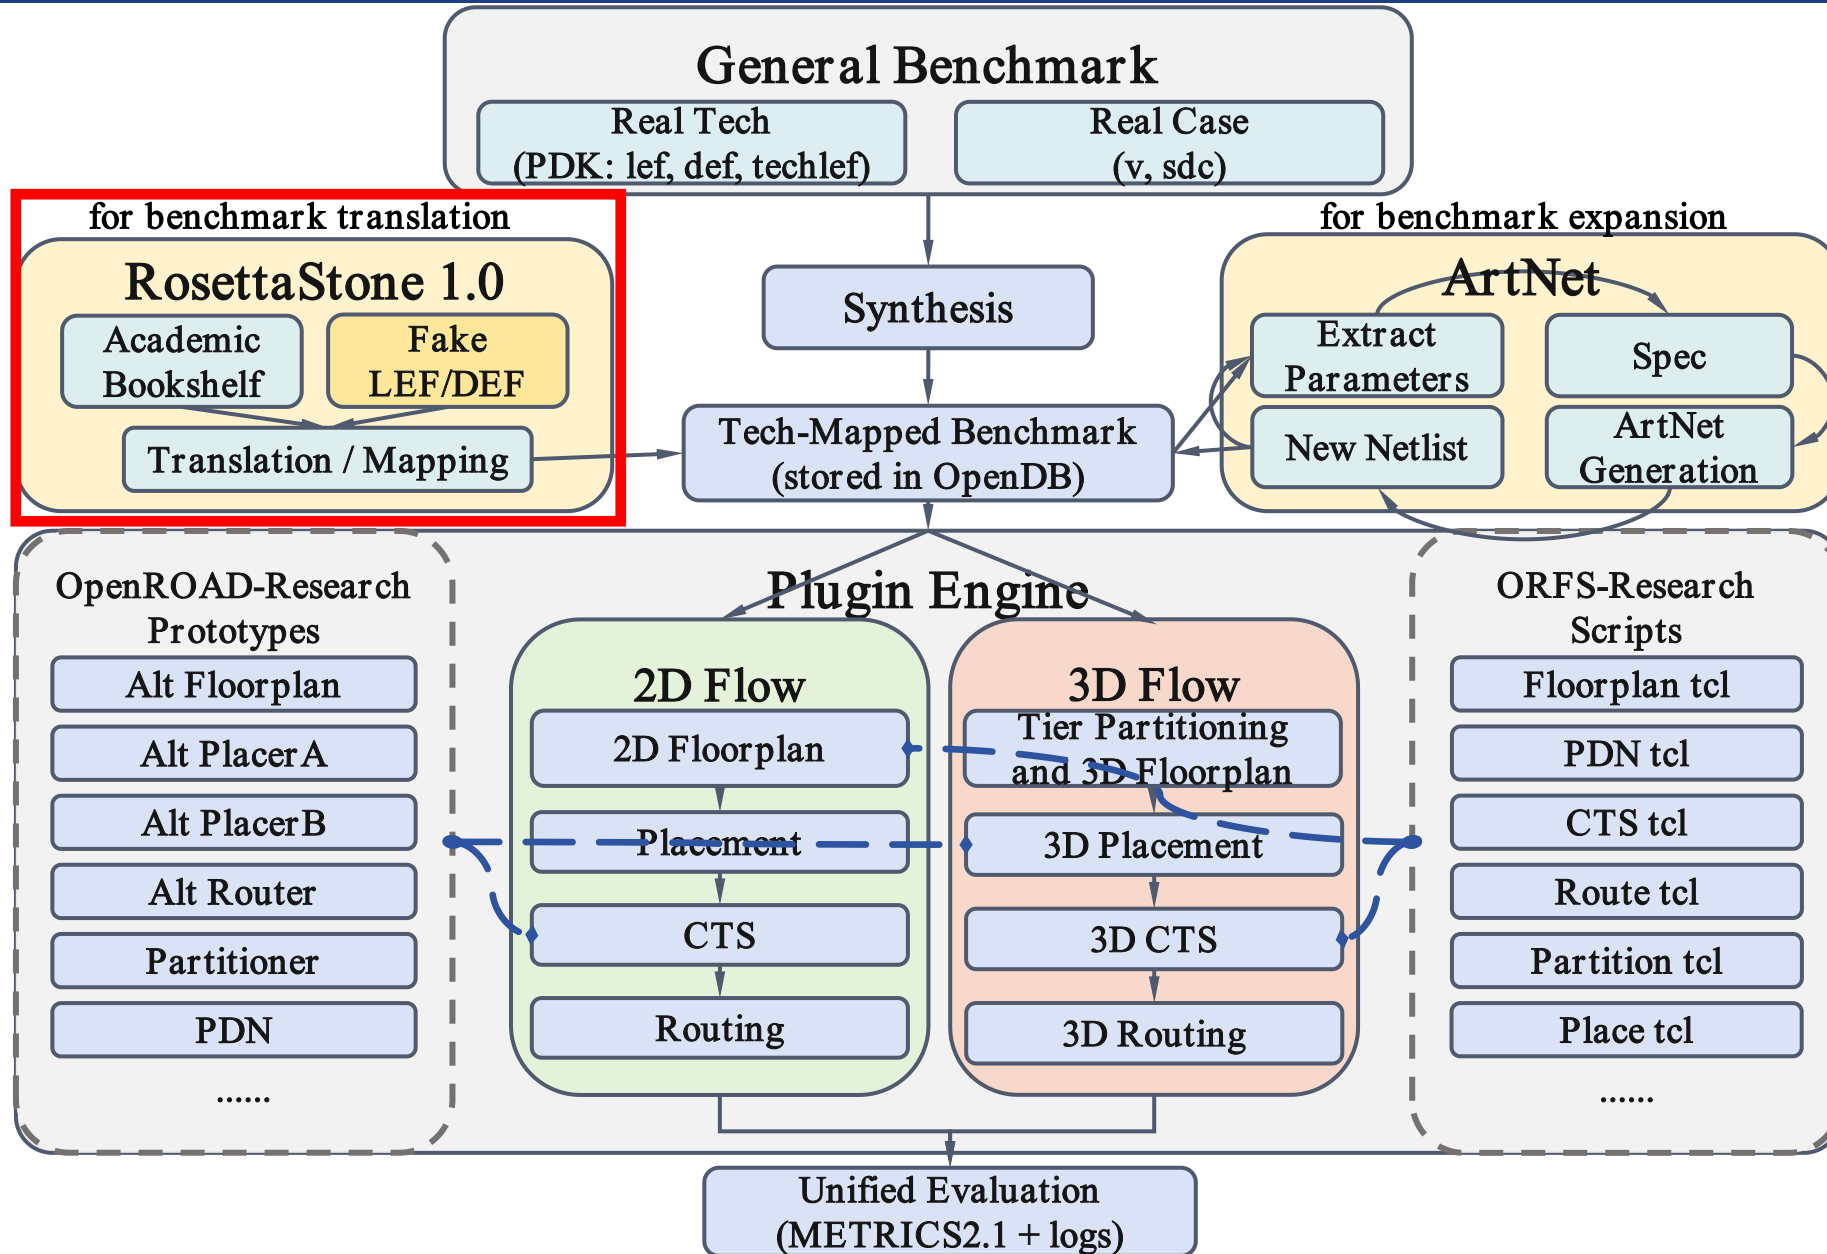 General Benchmark
Real Tech
(PDK: lef, def, techlef)
Real Case
(v, sdc)
for benchmark translation
RosettaStone 1.0
Academic
Bookshelf
Fake
LEF/DEF
Translation / Mapping
Synthesis
Tech-Mapped Benchmark
(stored in OpenDB)
for benchmark expansion
ArtNet
Extract
Parameters
Spec
New Netlist
ArtNet
Generation
Plugin Engine
OpenROAD-Research
Prototypes
Alt Floorplan
Alt PlacerA
Alt PlacerB
Alt Router
Partitioner
PDN
......
2D Flow
2D Floorplan
Placement
CTS
Routing
3D Flow
Tier Partitioning
and 3D Floorplan
3D Placement
3D CTS
3D Routing
ORFS-Research
Scripts
Floorplan tcl
PDN tcl
CTS tcl
Route tcl
Partition tcl
Place tcl
......
Unified Evaluation
(METRICS2.1 + logs)